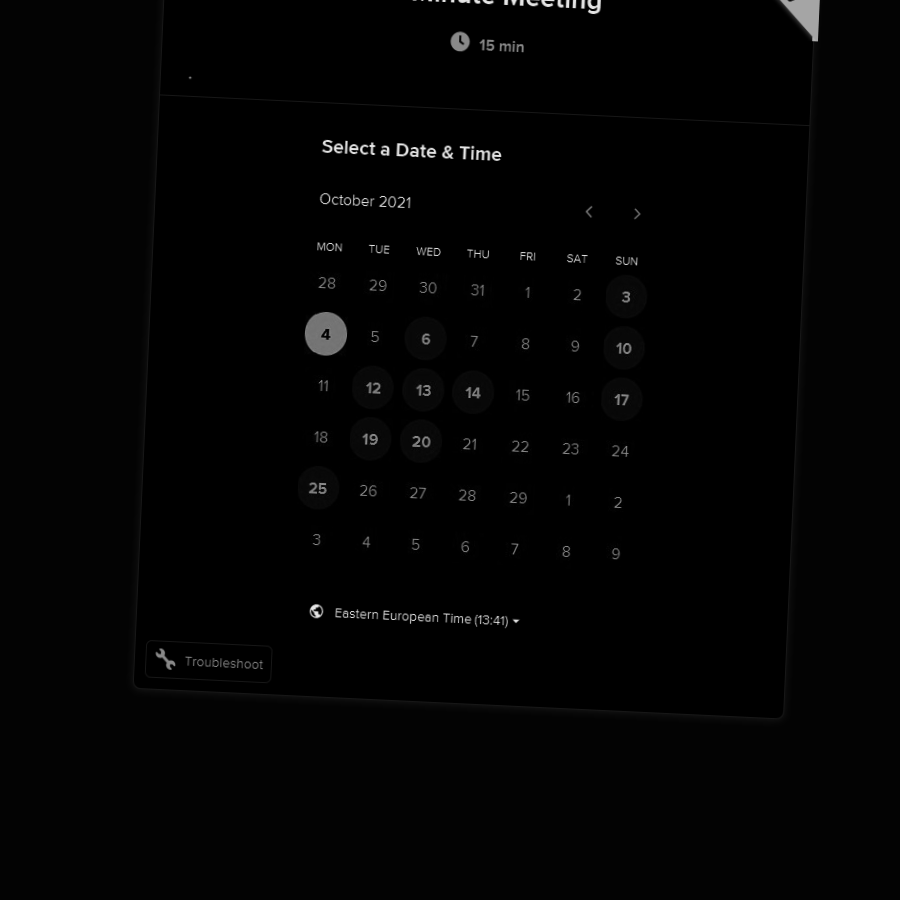 Meeting
15 min
.
Select a Date & Time
October 2021
MON TUE WED THU FRI SAT SUN
28 29 30 31 1 2 3
4 5 6 7 8 9 10
11 12 13 14 15 16 17
18 19 20 21 22 23 24
25 26 27 28 29 1 2
3 4 5 6 7 8 9
Eastern European Time (13:41)
Troubleshoot